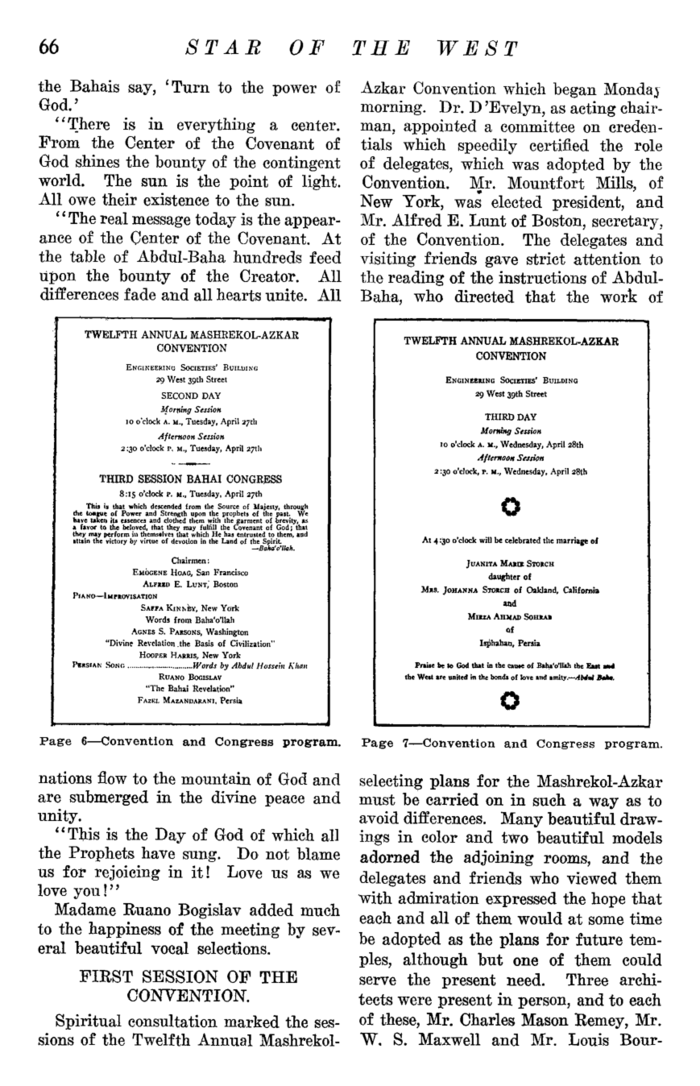 66
STAR OF THE WEST
the Bahais say, ‘Turn to the power of
God.’
“There is in everything a center.
From the Center of the Covenant of
God shines the bounty of the contingent
world. The sun is the point of light.
All owe their existence to the sun.
“The real message today is the appear-
ance of the Center of the Covenant. At
the table of Abdul-Baha hundreds feed
upon the bounty of the Creator. All
differences fade and all hearts unite. All
TWELFTH ANNUAL MASHREKOL-AZKAR
CONVENTION
ENGINEERING SOCIETIES' BUILDING
29 West 39th Street
SECOND DAY
Morning Session
10 o'clock A. M., Tuesday, April 27th
Afternoon Session
2:30 o'clock P. M., Tuesday, April 27th
THIRD SESSION BAHAI CONGRESS
8:15 o'clock P. M., Tuesday, April 27th
This is that which descended from the Source of Majesty, through
the tongue of Power and Strength upon the prophets of the past. We
have taken its essences and clothed them with the garment of brevity, as
a favor to the beloved, that they may fulfill the Covenant of God; that
they may perform in themselves that which He has entrusted to them, and
attain the victory by virtue of devotion in the Land of the Spirit.
—Baha'o'llah.
Chairmen:
EMOGENE HOAG, San Francisco
ALFRED E. LUNT, Boston
PIANO—IMPROVISATION
SAFFA KINNEY, New York
Words from Baha'o'llah
AGNES S. PARSONS, Washington
"Divine Revelation the Basis of Civilization"
HOOPER HARRIS, New York
PERSIAN SONG ..............................Words by Abdul Hossein Khan
RUANO BOGISLAV
"The Bahai Revelation"
FAZEL MAZANDARANI, Persia
Page 6—Convention and Congress program.
nations flow to the mountain of God and
are submerged in the divine peace and
unity.
“This is the Day of God of which all
the Prophets have sung. Do not blame
us for rejoicing in it! Love us as we
love you!”
Madame Ruano Bogislav added much
to the happiness of the meeting by sev-
eral beautiful vocal selections.
FIRST SESSION OF THE
CONVENTION.
Spiritual consultation marked the ses-
sions of the Twelfth Annual Mashrekol-
Azkar Convention which began Monday
morning. Dr. D'Evelyn, as acting chair-
man, appointed a committee on creden-
tials which speedily certified the role
of delegates, which was adopted by the
Convention. Mr. Mountfort Mills, of
New York, was elected president, and
Mr. Alfred E. Lunt of Boston, secretary,
of the Convention. The delegates and
visiting friends gave strict attention to
the reading of the instructions of Abdul-
Baha, who directed that the work of
TWELFTH ANNUAL MASHREKOL-AZKAR
CONVENTION
ENGINEERING SOCIETIES' BUILDING
29 West 39th Street
THIRD DAY
Morning Session
10 o'clock A. M., Wednesday, April 28th
Afternoon Session
2:30 o'clock, P. M., Wednesday, April 28th
At 4:30 o'clock will be celebrated the marriage of
JUANITA MARIE STORCH
daughter of
MRS. JOHANNA STORCH of Oakland, California
and
MIRZA AHMAD SOHRAB
of
Isphahan, Persia
Praise be to God that in the cause of Baha'o'llah the East and
the West are united in the bonds of love and amity.—Abdul Baha.
Page 7—Convention and Congress program.
selecting plans for the Mashrekol-Azkar
must be carried on in such a way as to
avoid differences. Many beautiful draw-
ings in color and two beautiful models
adorned the adjoining rooms, and the
delegates and friends who viewed them
with admiration expressed the hope that
each and all of them would at some time
be adopted as the plans for future tem-
ples, although but one of them could
serve the present need. Three archi-
tects were present in person, and to each
of these, Mr. Charles Mason Remey, Mr.
W. S. Maxwell and Mr. Louis Bour-